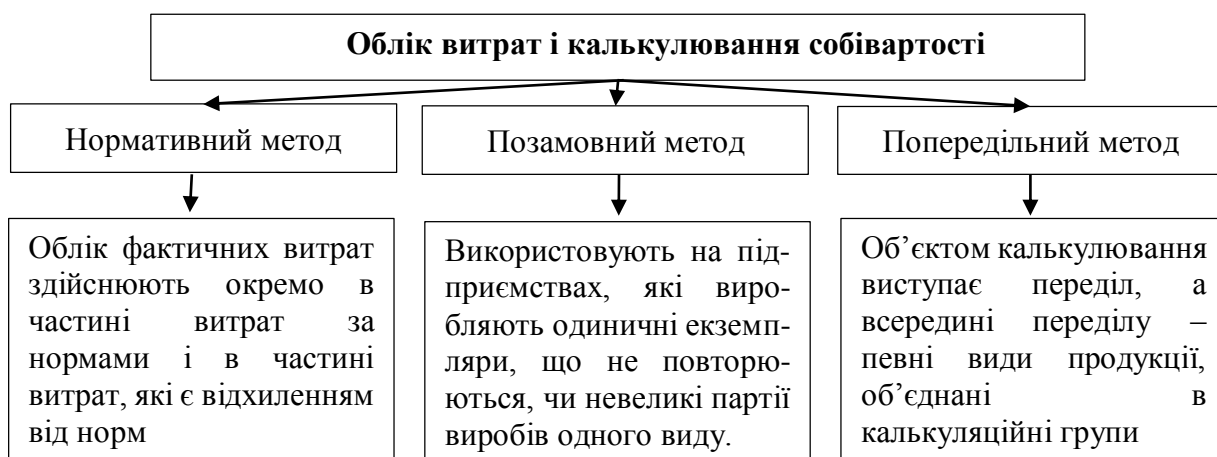 Облік витрат і калькулювання собівартості
Нормативний метод
Позамовний метод
Попередільний метод
Облік фактичних витрат
здійснюють окремо в
частині витрат за
нормами і в частині
витрат, які є відхиленням
від норм
Використовують на під-
приємствах, які виро-
бляють одиничні екземп-
ляри, що не повторю-
ються, чи невеликі партії
виробів одного виду.
Об’єктом калькулювання
виступає переділ, а
всередині переділу –
певні види продукції,
об’єднані в
калькуляційні групи